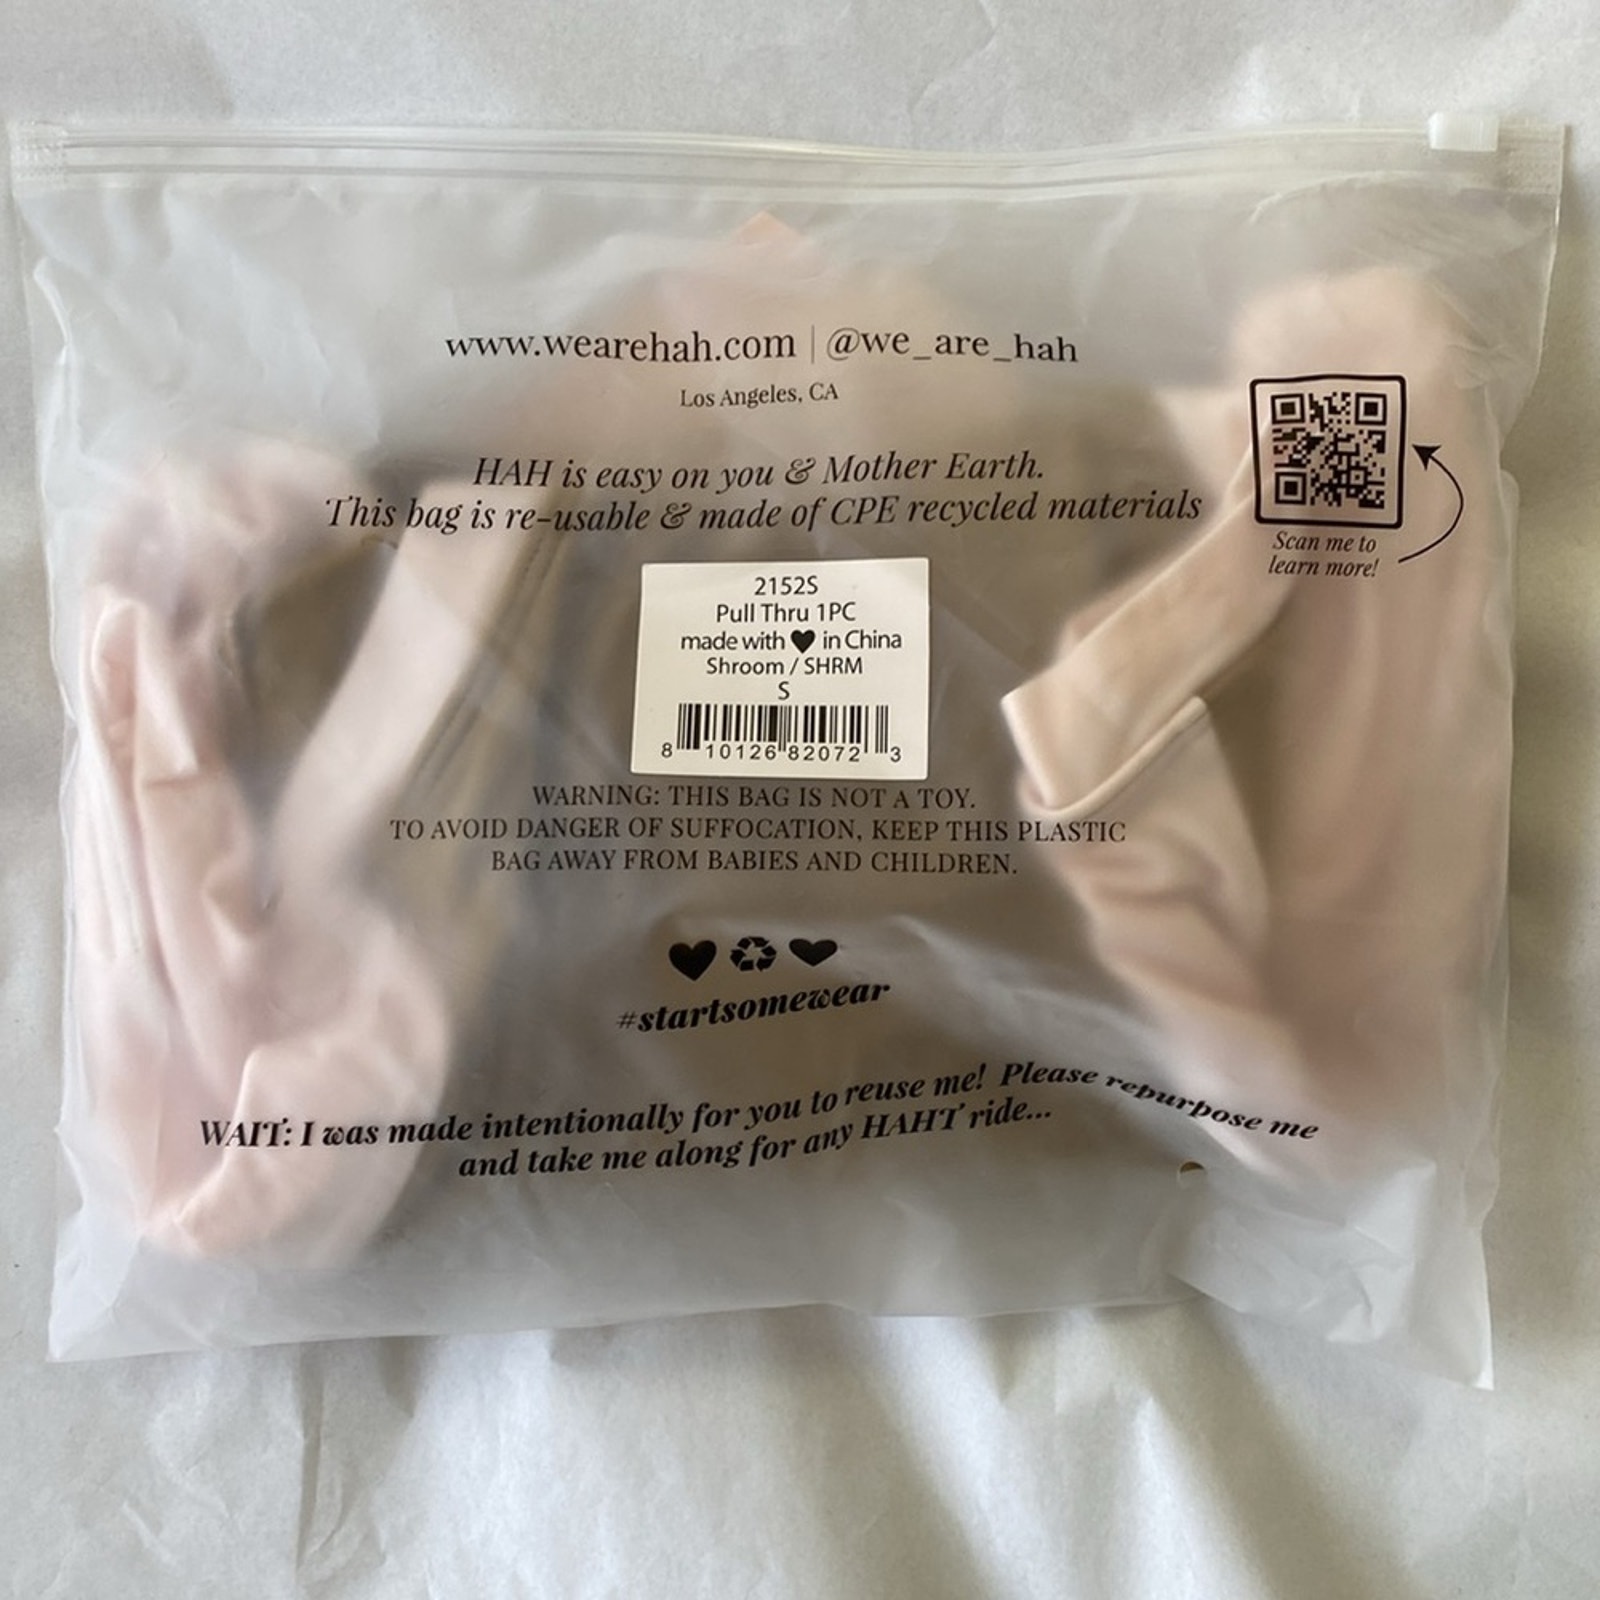 www.wearehah.com | @we_are_hah
Los Angeles, CA
HAH is easy on you & Mother Earth.
This bag is re-usable & made of CPE recycled materials
Scan me to
learn more!
2152S
Pull Thru 1PC
made with ♥ in China
Shroom / SHRM
S
8 10126 82072 3
WARNING: THIS BAG IS NOT A TOY.
TO AVOID DANGER OF SUFFOCATION, KEEP THIS PLASTIC
BAG AWAY FROM BABIES AND CHILDREN.
#startsomewear
WAIT: I was made intentionally for you to reuse me! Please repurpose me
and take me along for any HAHT ride...